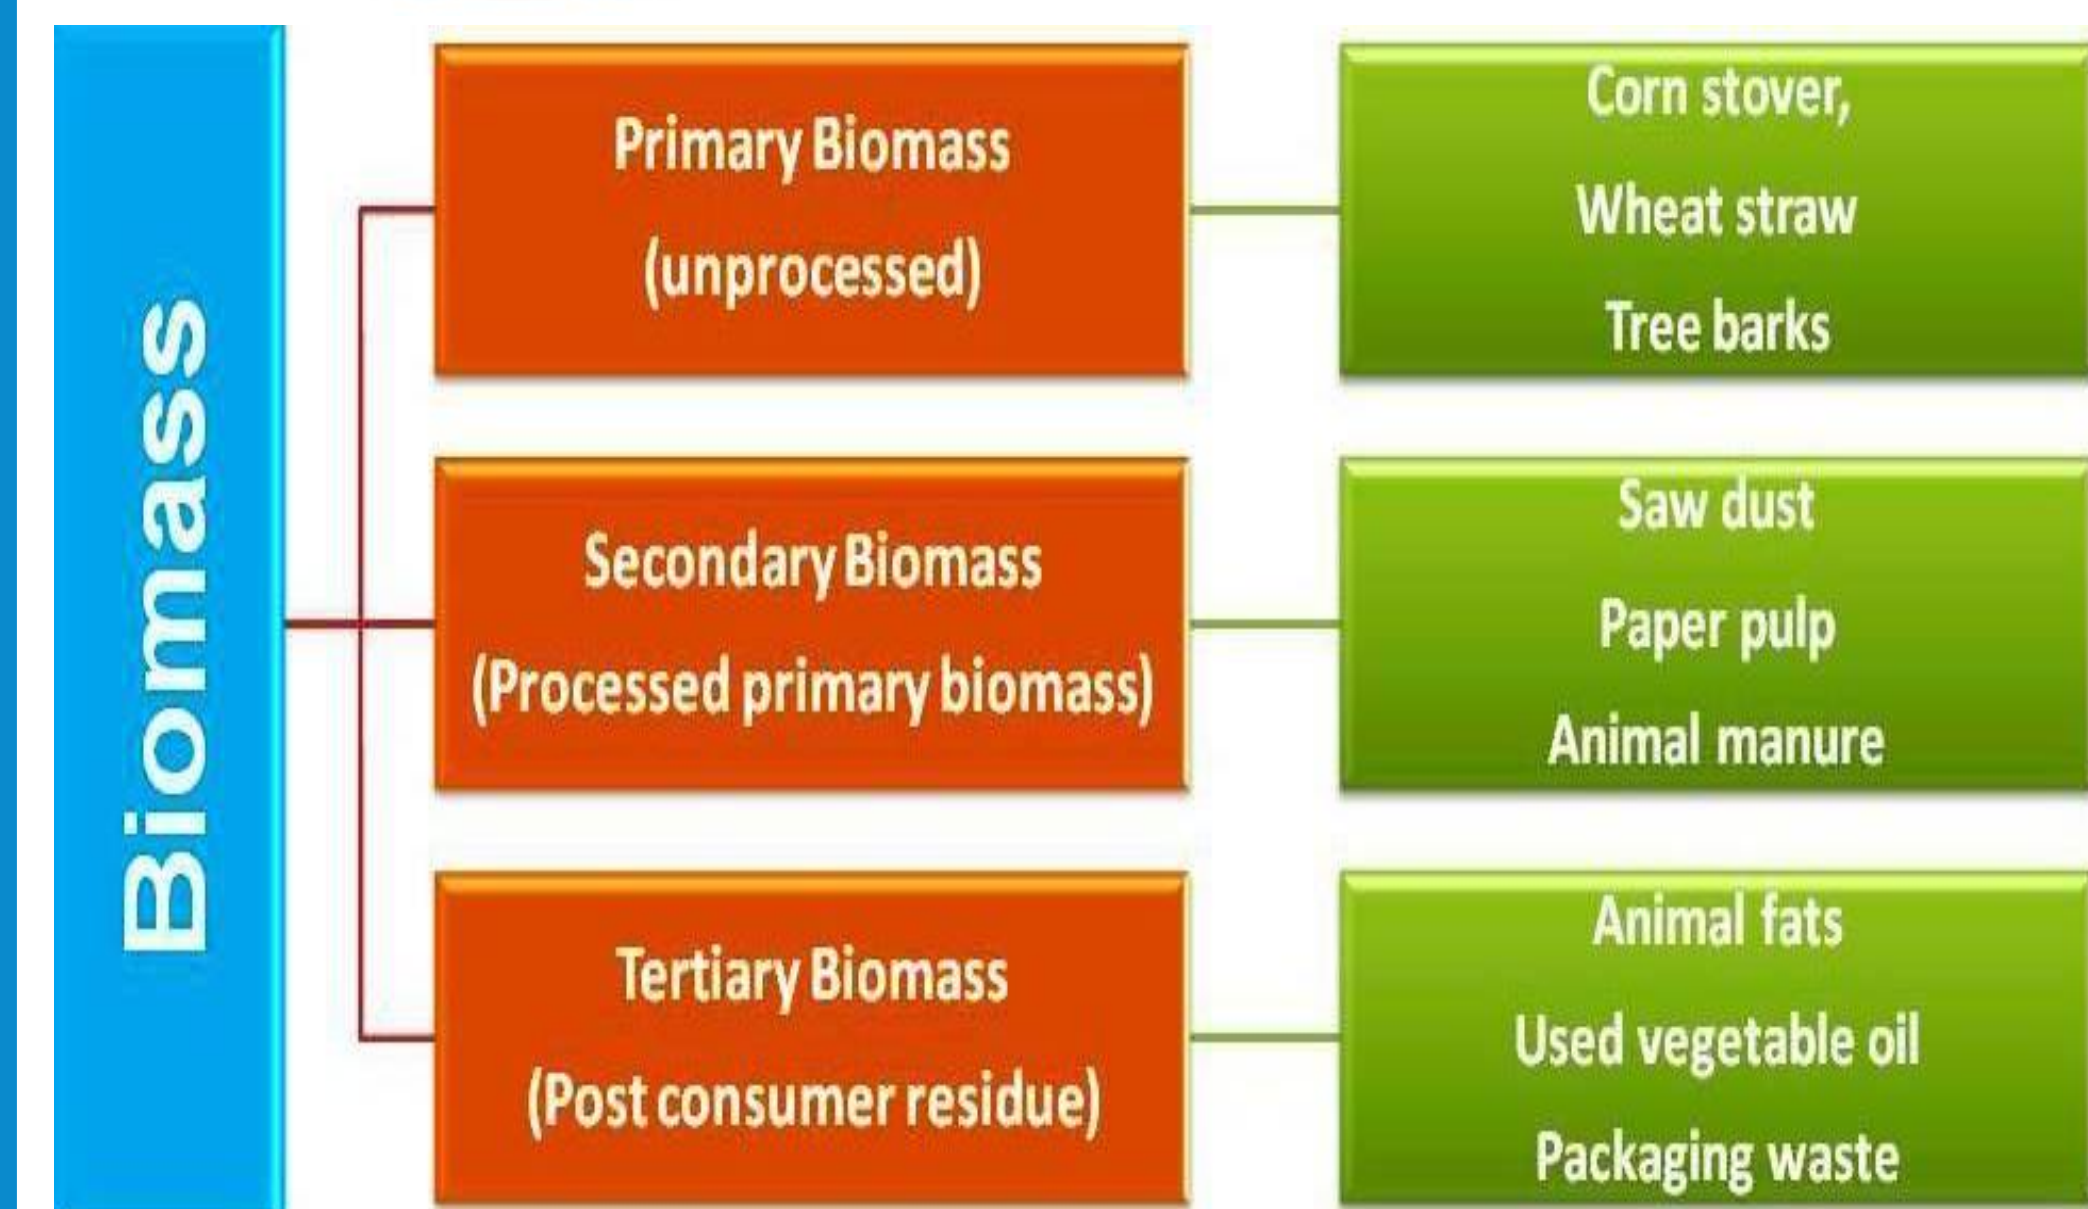 Biomass
Primary Biomass
(unprocessed)
Corn stover,
Wheat straw
Tree barks
Secondary Biomass
(Processed primary biomass)
Saw dust
Paper pulp
Animal manure
Tertiary Biomass
(Post consumer residue)
Animal fats
Used vegetable oil
Packaging waste